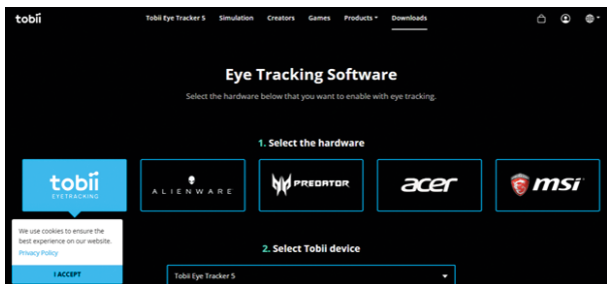 tobii
Tobii Eye Tracker 5 Simulation Creators Games Products Downloads
Eye Tracking Software
Select the hardware below that you want to enable with eye tracking.
1. Select the hardware
tobii
EYETRACKING
ALIENWARE
PREDATOR
acer
msi
We use cookies to ensure the
best experience on our website.
Privacy Policy
I ACCEPT
2. Select Tobii device
Tobii Eye Tracker 5